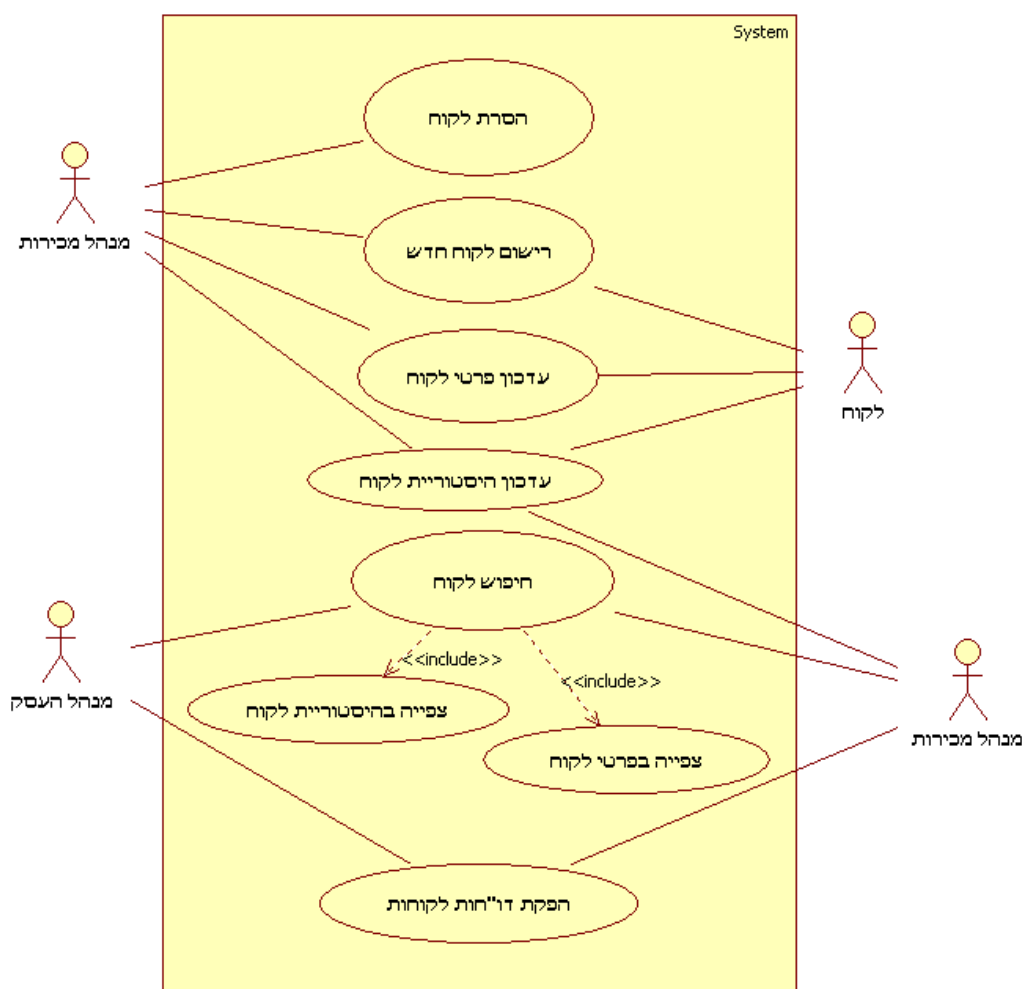 System
הסרת לקוח
מנהל מכירות
רישום לקוח חדש
עדכון פרטי לקוח
לקוח
עדכון היסטוריית לקוח
חיפוש לקוח
<<include>>
<<include>>
מנהל העסק
צפייה בהיסטוריית לקוח
מנהל מכירות
צפייה בפרטי לקוח
הפקת דו"חות לקוחות